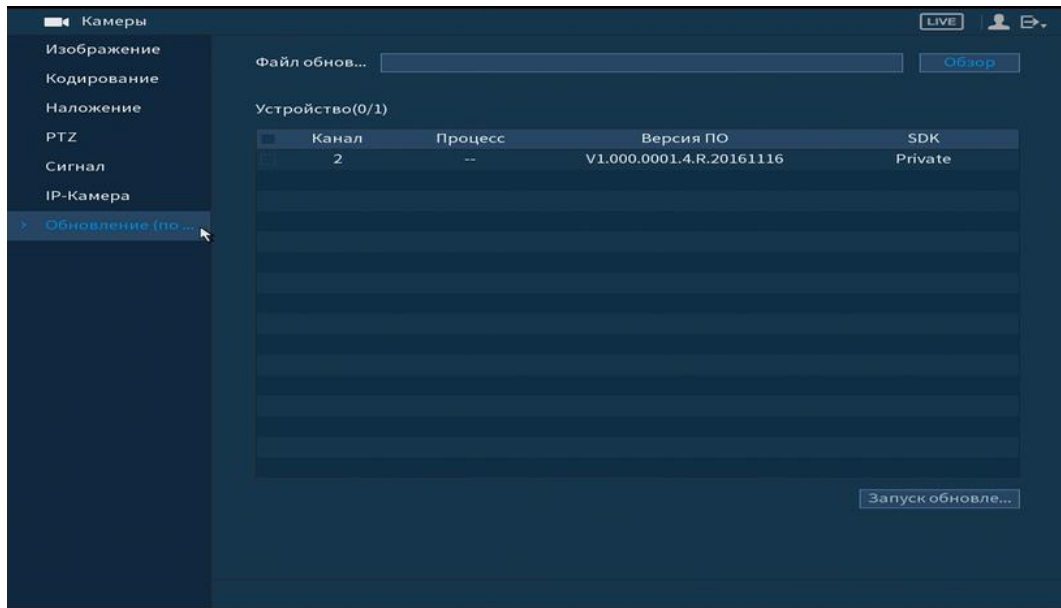 Камеры
LIVE
Изображение
Кодирование
Наложение
PTZ
Сигнал
IP-Камера
Обновление (по ...
Файл обнов...
Обзор
Устройство(0/1)
Канал Процесс Версия ПО SDK
2 -- V1.000.0001.4.R.20161116 Private
Запуск обновле...